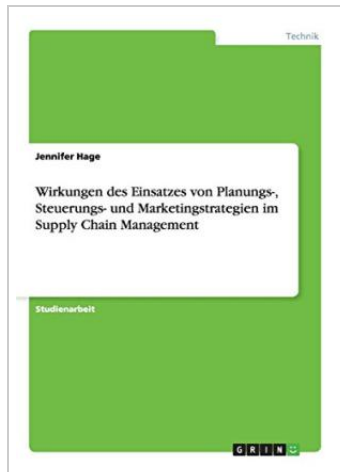 Technik
Jennifer Hage
Wirkungen des Einsatzes von Planungs-,
Steuerungs- und Marketingstrategien im
Supply Chain Management
Studienarbeit
GRIN